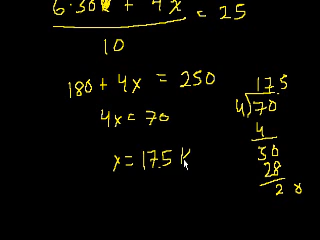 6·30 + 4x = 25
10
180 + 4x = 250
4x = 70
x = 17.5 K
17.5
4)70
4
30
28
2